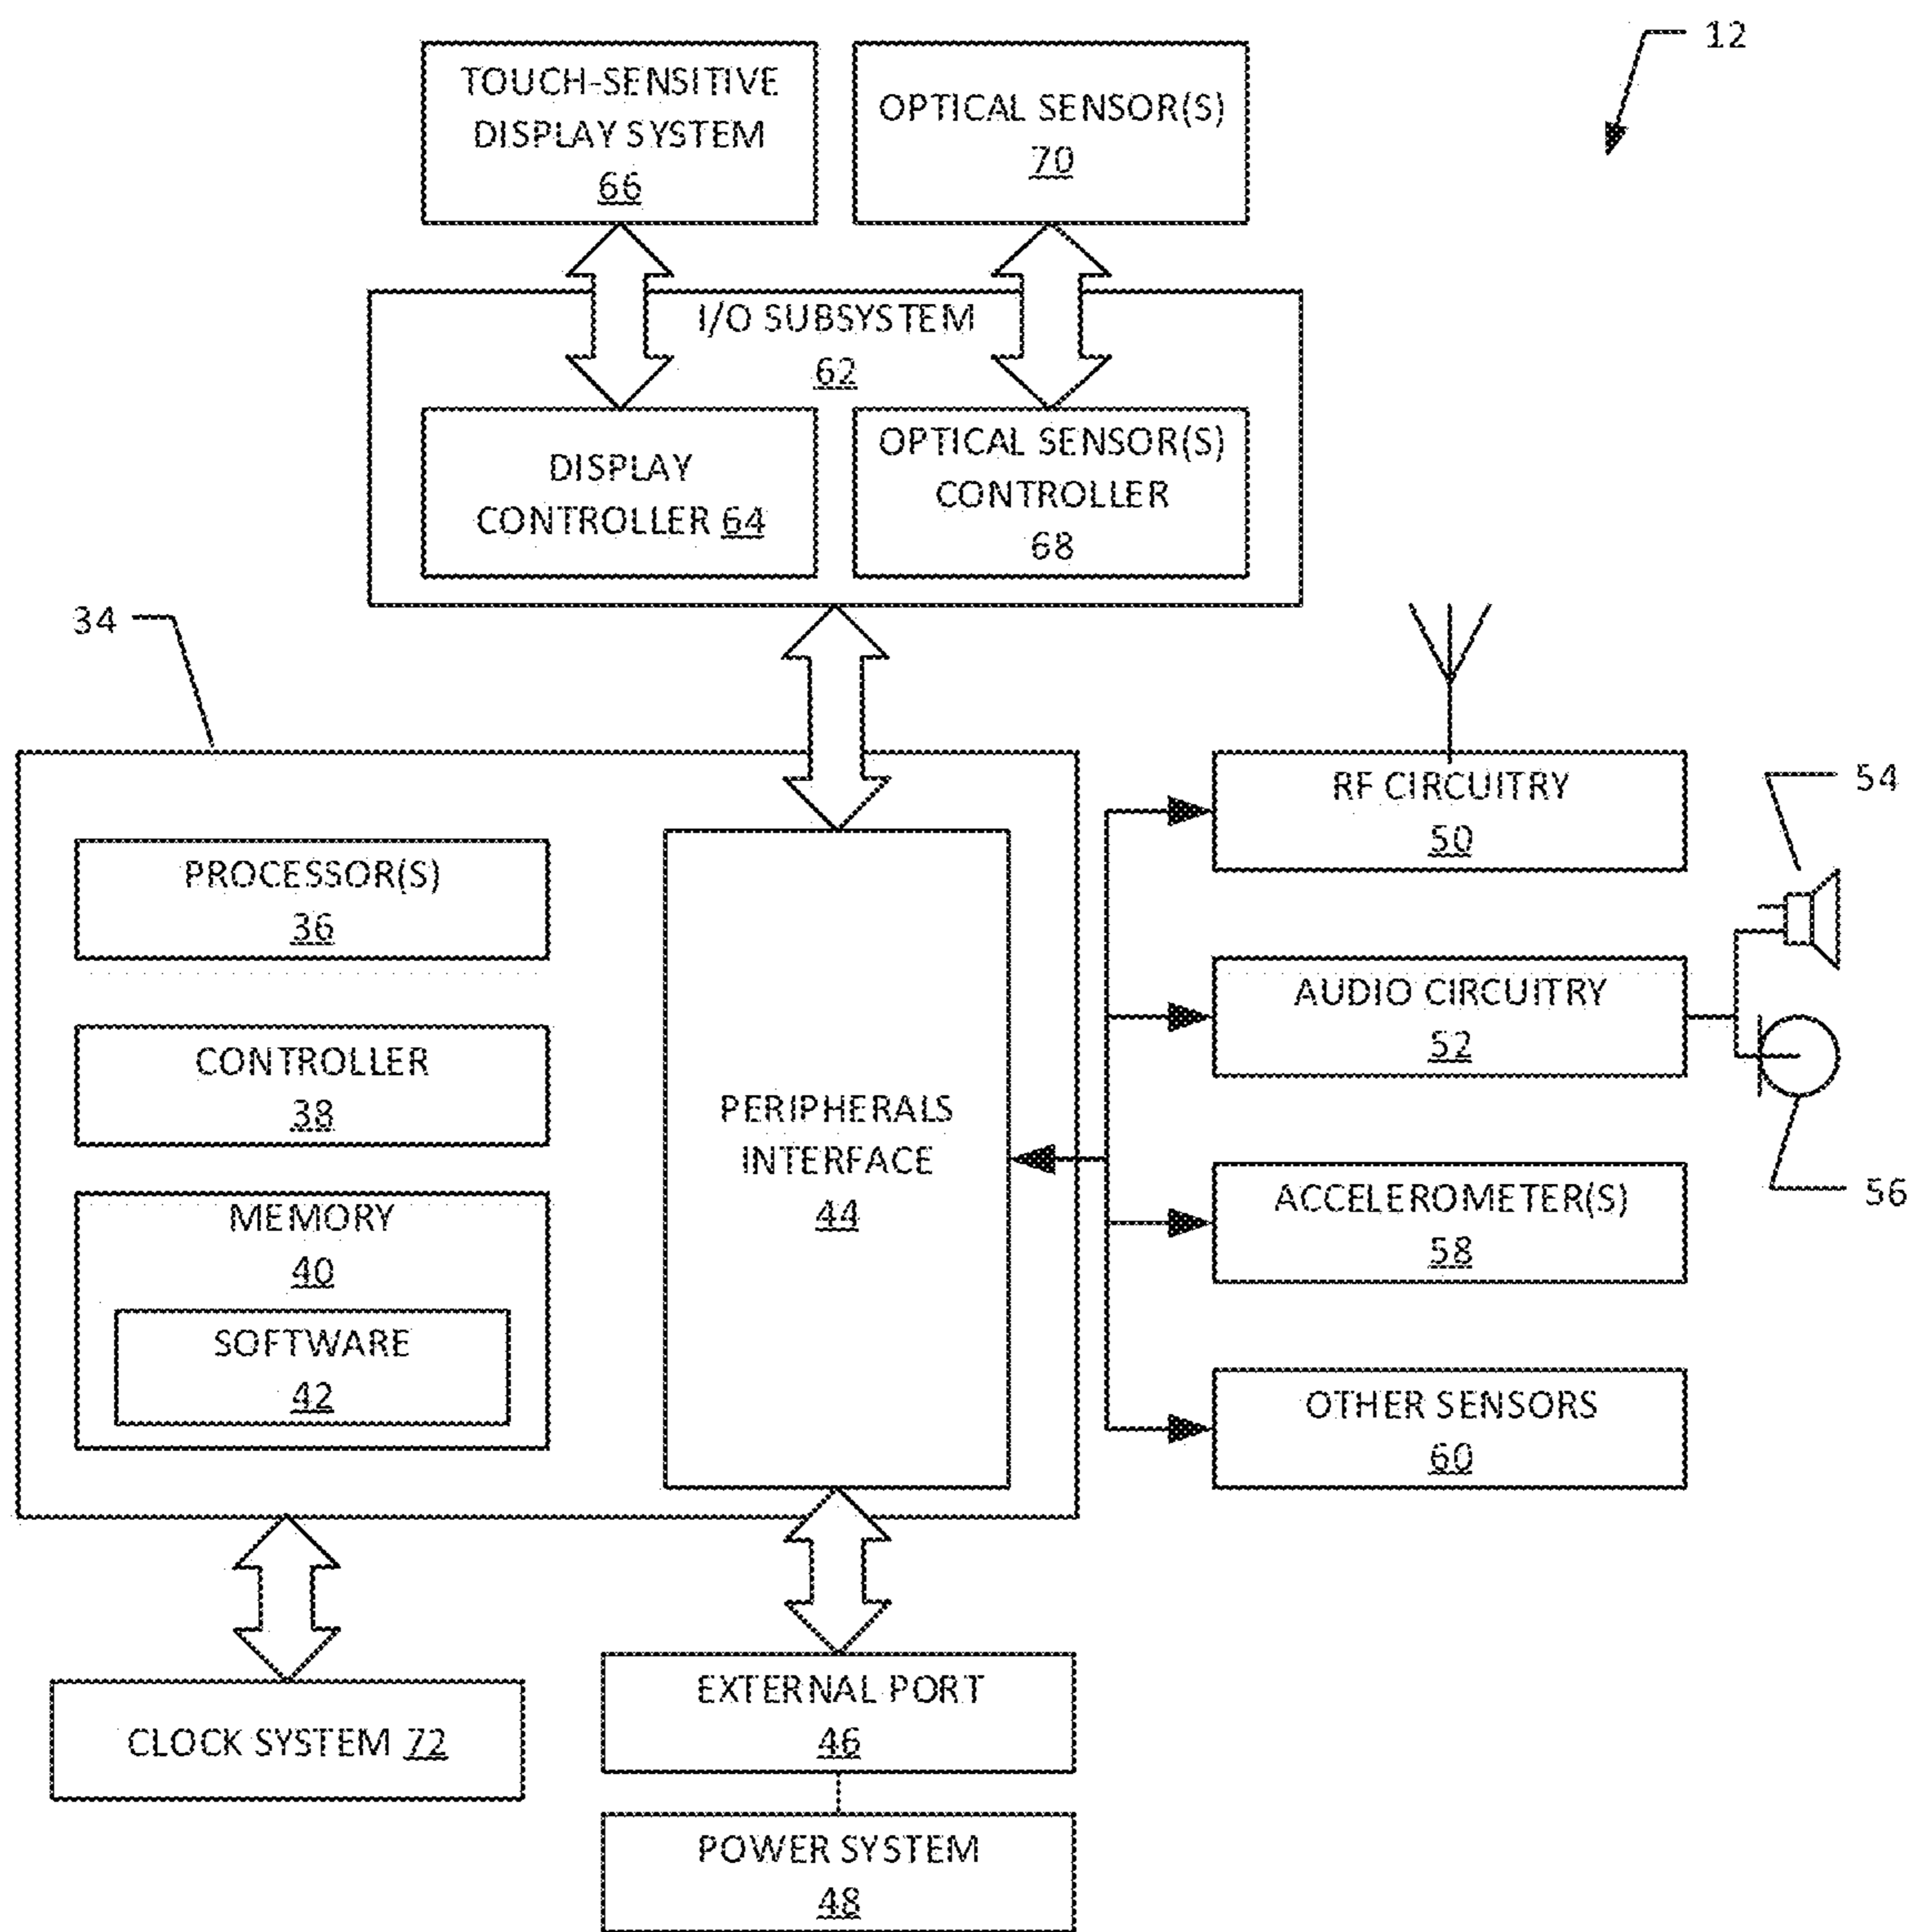 12
TOUCH-SENSITIVE
DISPLAY SYSTEM
66
OPTICAL SENSOR(S)
70
I/O SUBSYSTEM
62
DISPLAY
CONTROLLER 64
OPTICAL SENSOR(S)
CONTROLLER
68
34
PROCESSOR(S)
36
CONTROLLER
38
MEMORY
40
SOFTWARE
42
PERIPHERALS
INTERFACE
44
RF CIRCUITRY
50
54
AUDIO CIRCUITRY
52
56
ACCELEROMETER(S)
58
OTHER SENSORS
60
CLOCK SYSTEM 72
EXTERNAL PORT
46
POWER SYSTEM
48